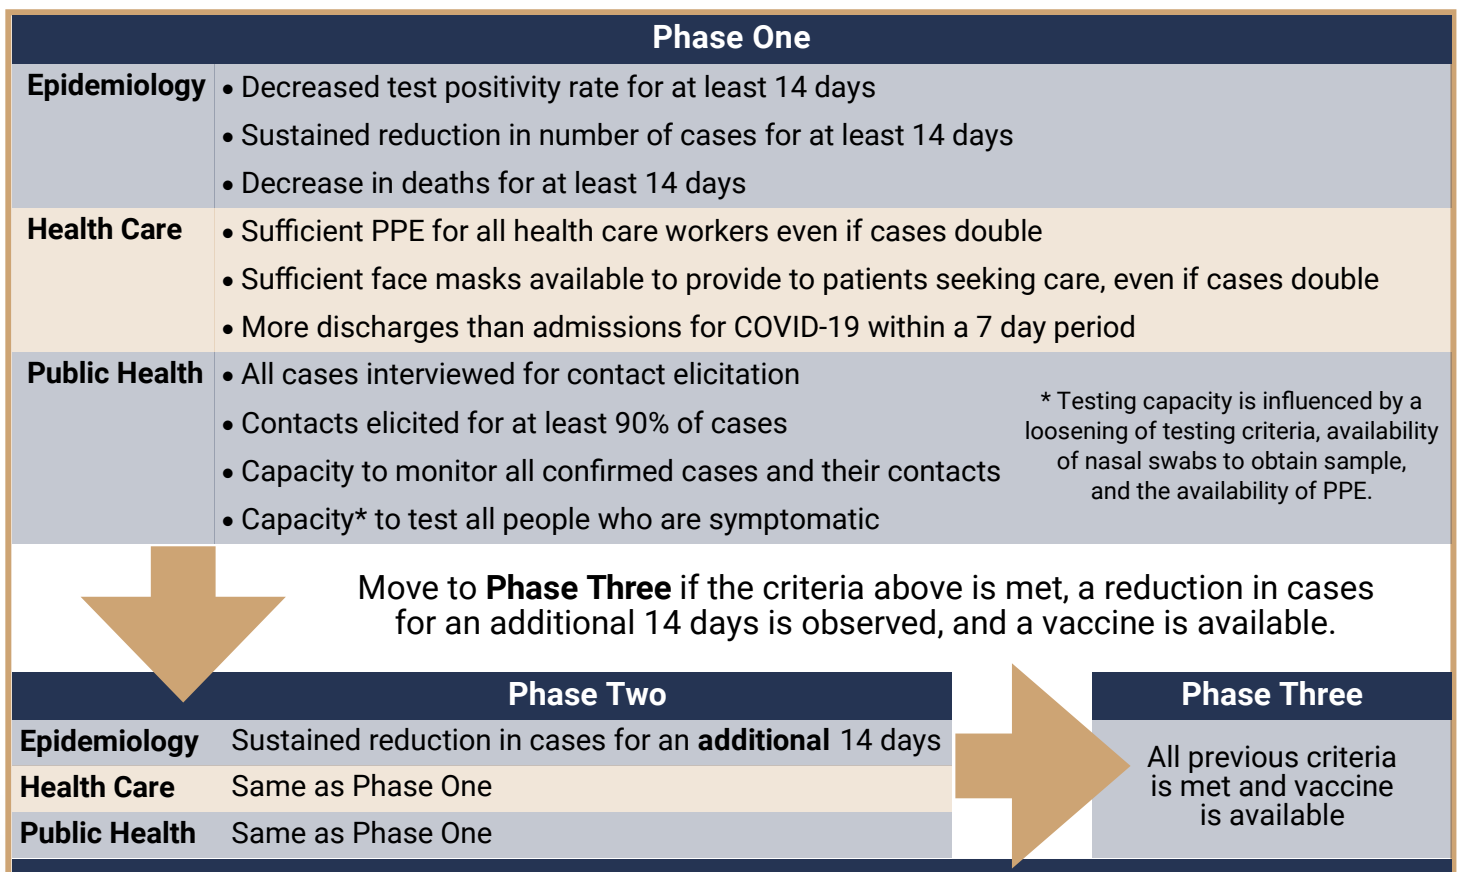 Phase One
Epidemiology
• Decreased test positivity rate for at least 14 days
• Sustained reduction in number of cases for at least 14 days
• Decrease in deaths for at least 14 days
Health Care
• Sufficient PPE for all health care workers even if cases double
• Sufficient face masks available to provide to patients seeking care, even if cases double
• More discharges than admissions for COVID-19 within a 7 day period
Public Health
• All cases interviewed for contact elicitation
• Contacts elicited for at least 90% of cases
• Capacity to monitor all confirmed cases and their contacts
• Capacity* to test all people who are symptomatic
* Testing capacity is influenced by a
loosening of testing criteria, availability
of nasal swabs to obtain sample,
and the availability of PPE.
Move to Phase Three if the criteria above is met, a reduction in cases
for an additional 14 days is observed, and a vaccine is available.
Phase Two
Epidemiology Sustained reduction in cases for an additional 14 days
Health Care Same as Phase One
Public Health Same as Phase One
Phase Three
All previous criteria
is met and vaccine
is available